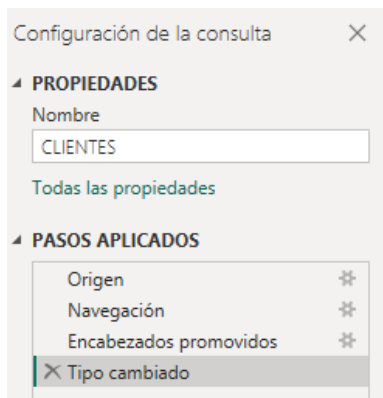 Configuración de la consulta
PROPIEDADES
Nombre
CLIENTES
Todas las propiedades
PASOS APLICADOS
Origen
Navegación
Encabezados promovidos
Tipo cambiado